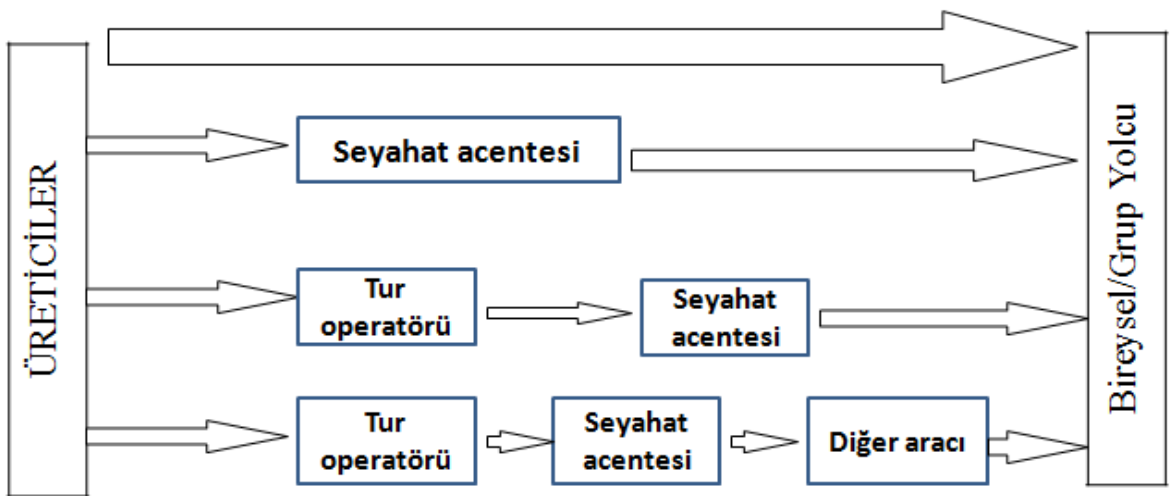 ÜRETİCİLER
Seyahat acentesi
Tur
operatörü
Seyahat
acentesi
Tur
operatörü
Seyahat
acentesi
Diğer aracı
Bireysel/Grup Yolcu